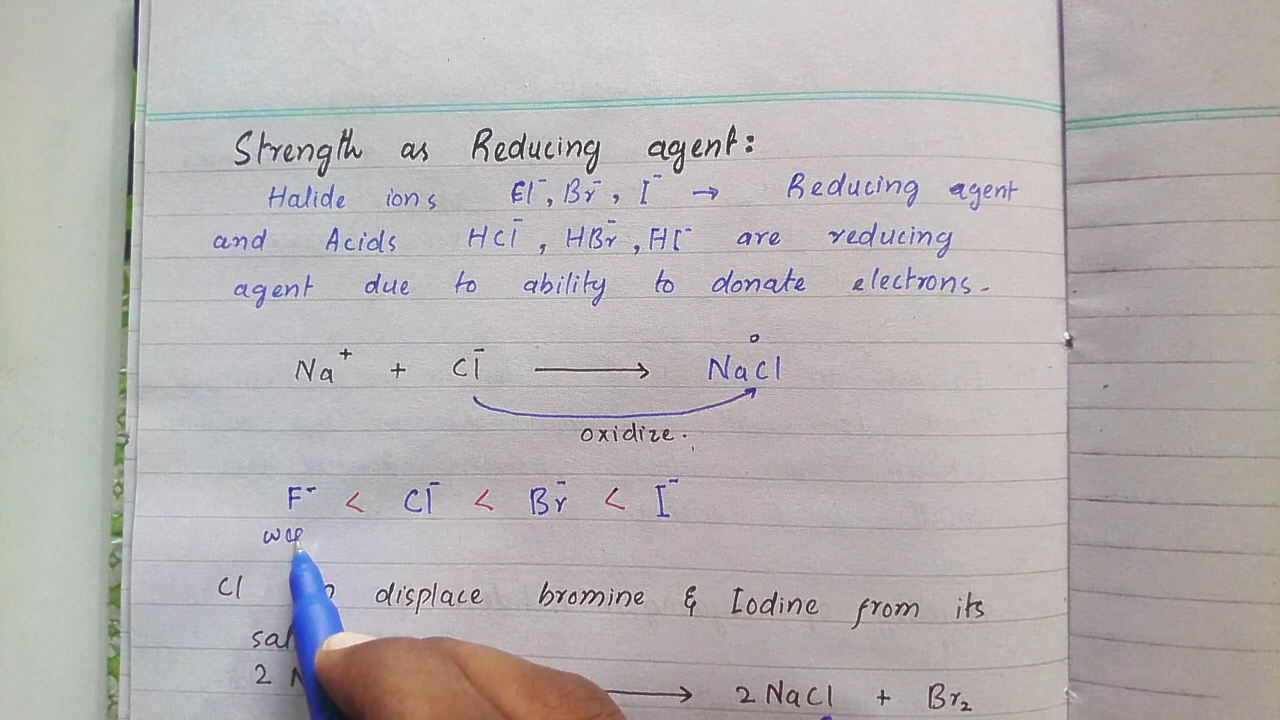 Strength as Reducing agent:
Halide ions Cl⁻, Br⁻, I⁻ → Reducing agent
and Acids HCl⁻, HBr⁻, HI⁻ are reducing
agent due to ability to donate electrons.
Na⁺ + Cl⁻ ⟶ NaCl°
oxidize.
F⁻ < Cl⁻ < Br⁻ < I⁻
Cl displace bromine & Iodine from its
2 N ⟶ 2 NaCl + Br₂